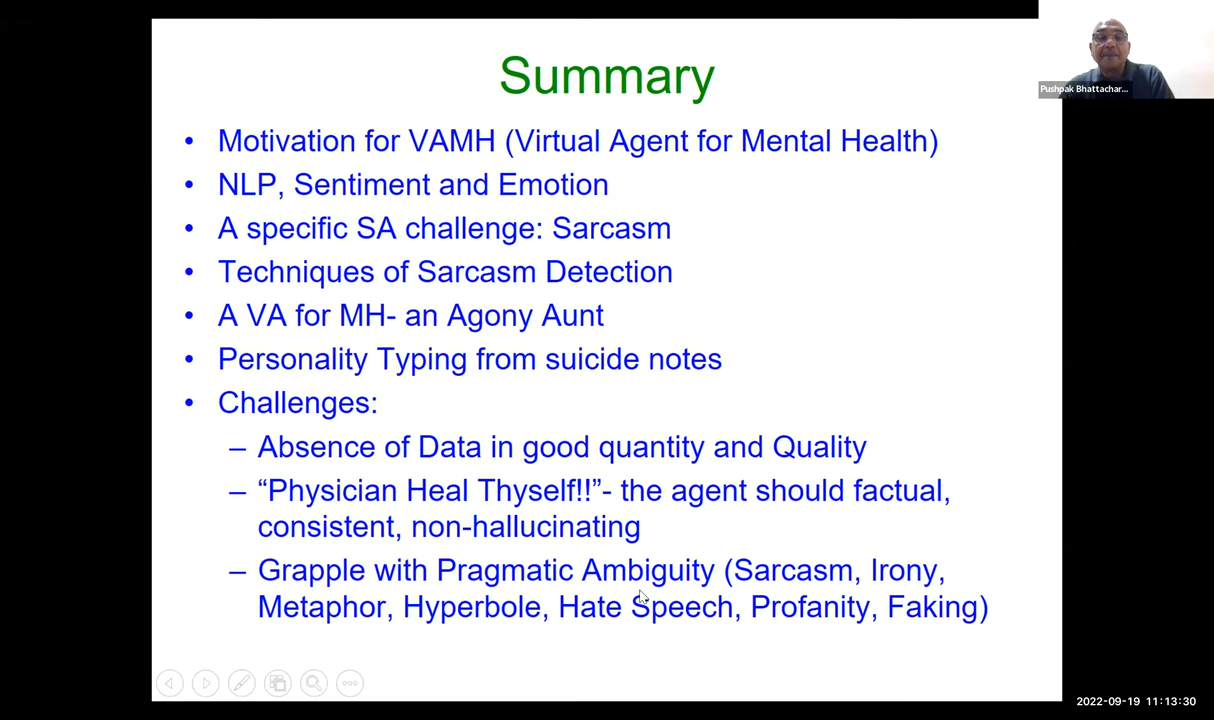 Summary
Pushpak Bhattachar...
• Motivation for VAMH (Virtual Agent for Mental Health)
• NLP, Sentiment and Emotion
• A specific SA challenge: Sarcasm
• Techniques of Sarcasm Detection
• A VA for MH- an Agony Aunt
• Personality Typing from suicide notes
• Challenges:
– Absence of Data in good quantity and Quality
– “Physician Heal Thyself!!”- the agent should factual,
consistent, non-hallucinating
– Grapple with Pragmatic Ambiguity (Sarcasm, Irony,
Metaphor, Hyperbole, Hate Speech, Profanity, Faking)
2022-09-19 11:13:30